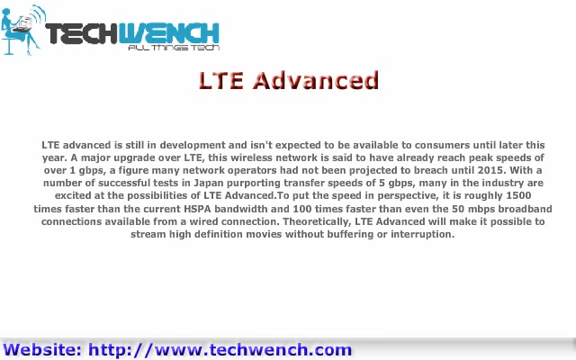 TECHWENCH
ALL THINGS TECH
LTE Advanced
LTE advanced is still in development and isn't expected to be available to consumers until later this
year. A major upgrade over LTE, this wireless network is said to have already reach peak speeds of
over 1 gbps, a figure many network operators had not been projected to breach until 2015. With a
number of successful tests in Japan purporting transfer speeds of 5 gbps, many in the industry are
excited at the possibilities of LTE Advanced.To put the speed in perspective, it is roughly 1500
times faster than the current HSPA bandwidth and 100 times faster than even the 50 mbps broadband
connections available from a wired connection. Theoretically, LTE Advanced will make it possible to
stream high definition movies without buffering or interruption.
Website: http://www.techwench.com